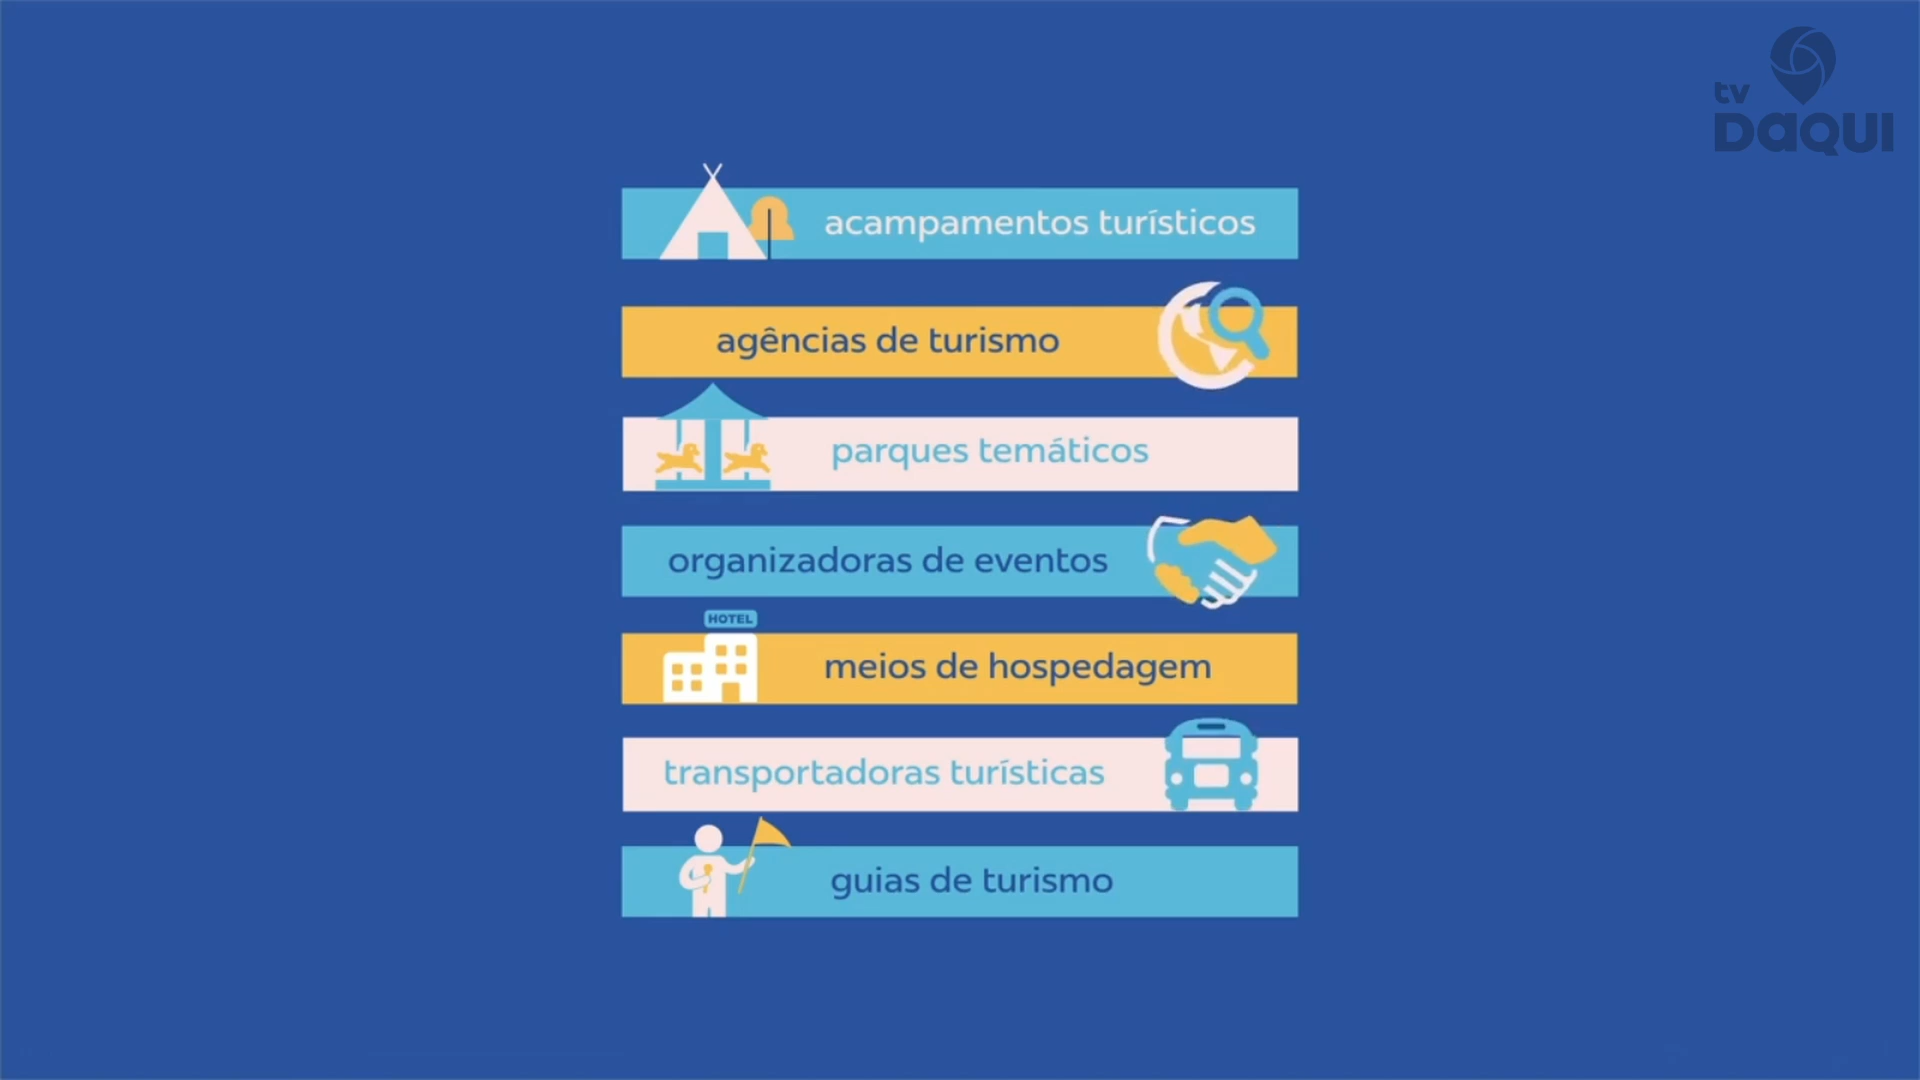 tv
DAQUI
acampamentos turísticos
agências de turismo
parques temáticos
organizadoras de eventos
HOTEL
meios de hospedagem
transportadoras turísticas
guias de turismo